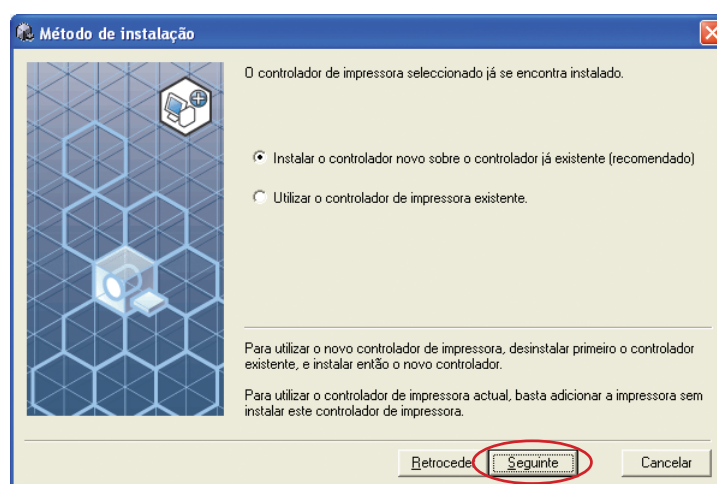 Método de instalação
O controlador de impressora seleccionado já se encontra instalado.
Instalar o controlador novo sobre o controlador já existente (recomendado)
Utilizar o controlador de impressora existente.
Para utilizar o novo controlador de impressora, desinstalar primeiro o controlador
existente, e instalar então o novo controlador.
Para utilizar o controlador de impressora actual, basta adicionar a impressora sem
instalar este controlador de impressora.
Retrocede Seguinte Cancelar